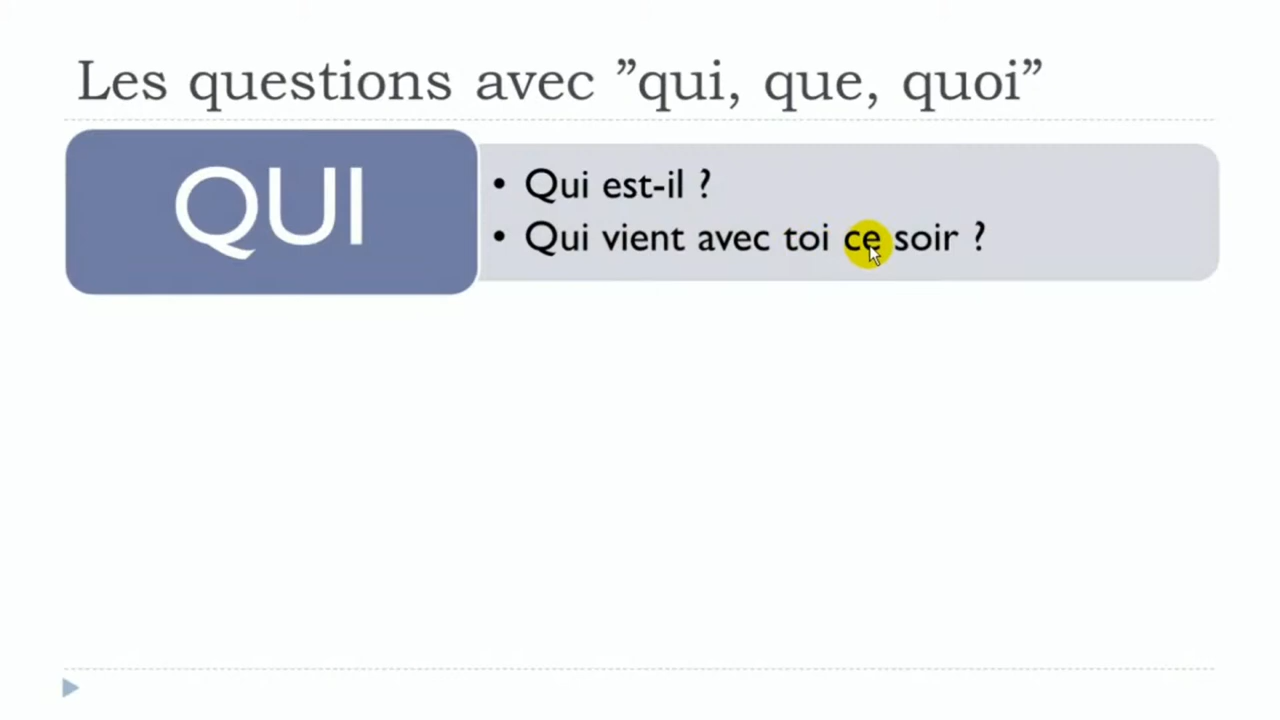 Les questions avec ”qui, que, quoi”
QUI
• Qui est-il ?
• Qui vient avec toi ce soir ?